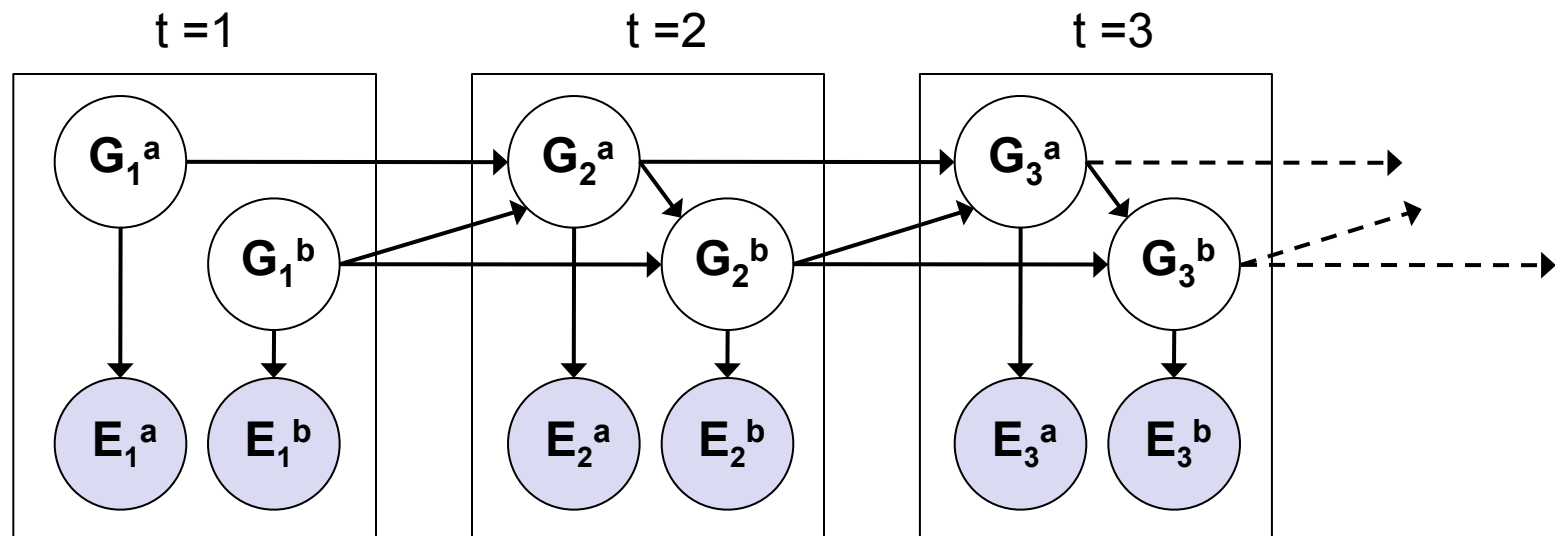 t =1 t =2 t =3
G₁ᵃ G₂ᵃ G₃ᵃ
G₁ᵇ G₂ᵇ G₃ᵇ
E₁ᵃ E₁ᵇ E₂ᵃ E₂ᵇ E₃ᵃ E₃ᵇ